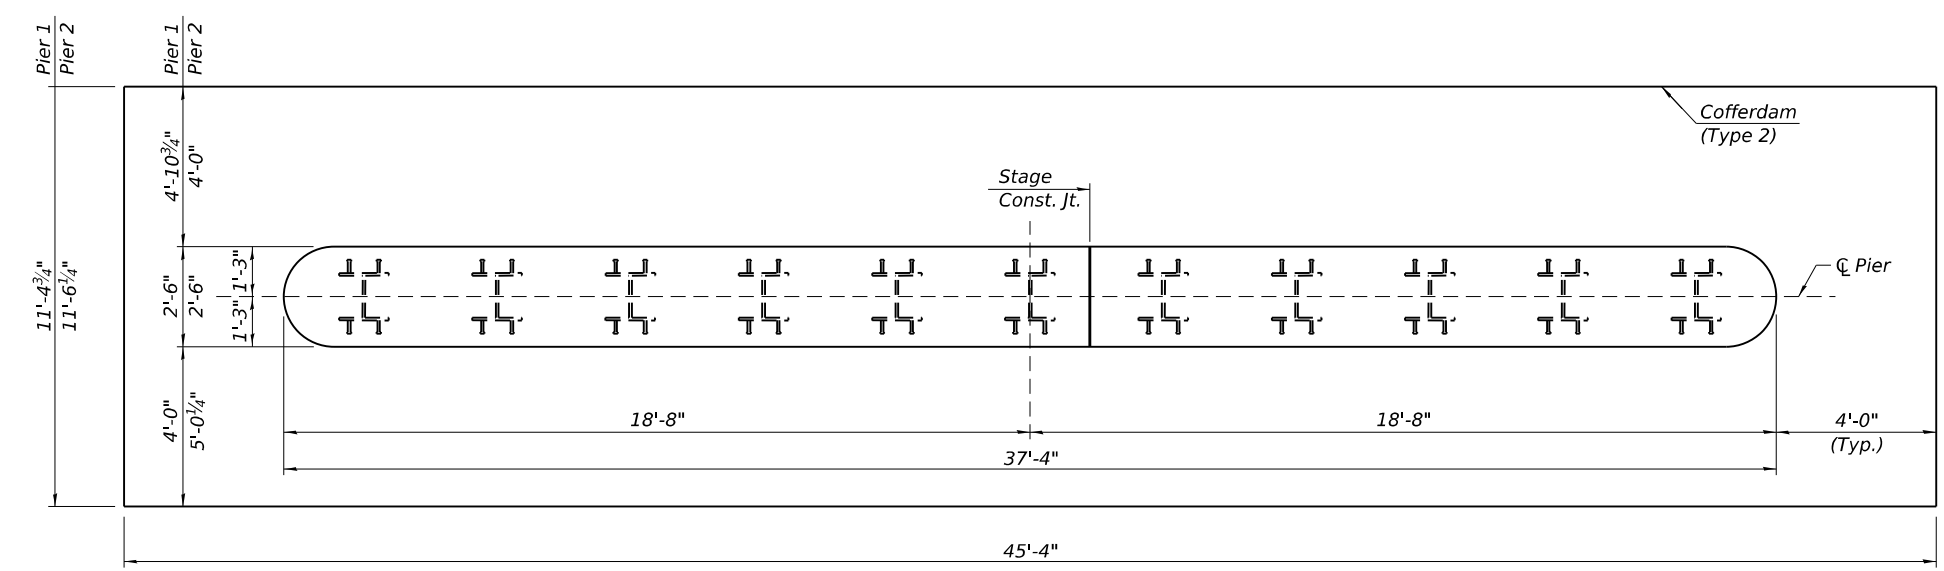 Pier 1
Pier 2
Pier 1
Pier 2
Cofferdam
(Type 2)
4'-10¾"
4'-0"
Stage
Const. Jt.
11'-4¾"
11'-6¼"
2'-6"
2'-6"
1'-3"
1'-3"
℄ Pier
4'-0"
5'-0¼"
18'-8"
18'-8"
4'-0"
(Typ.)
37'-4"
45'-4"